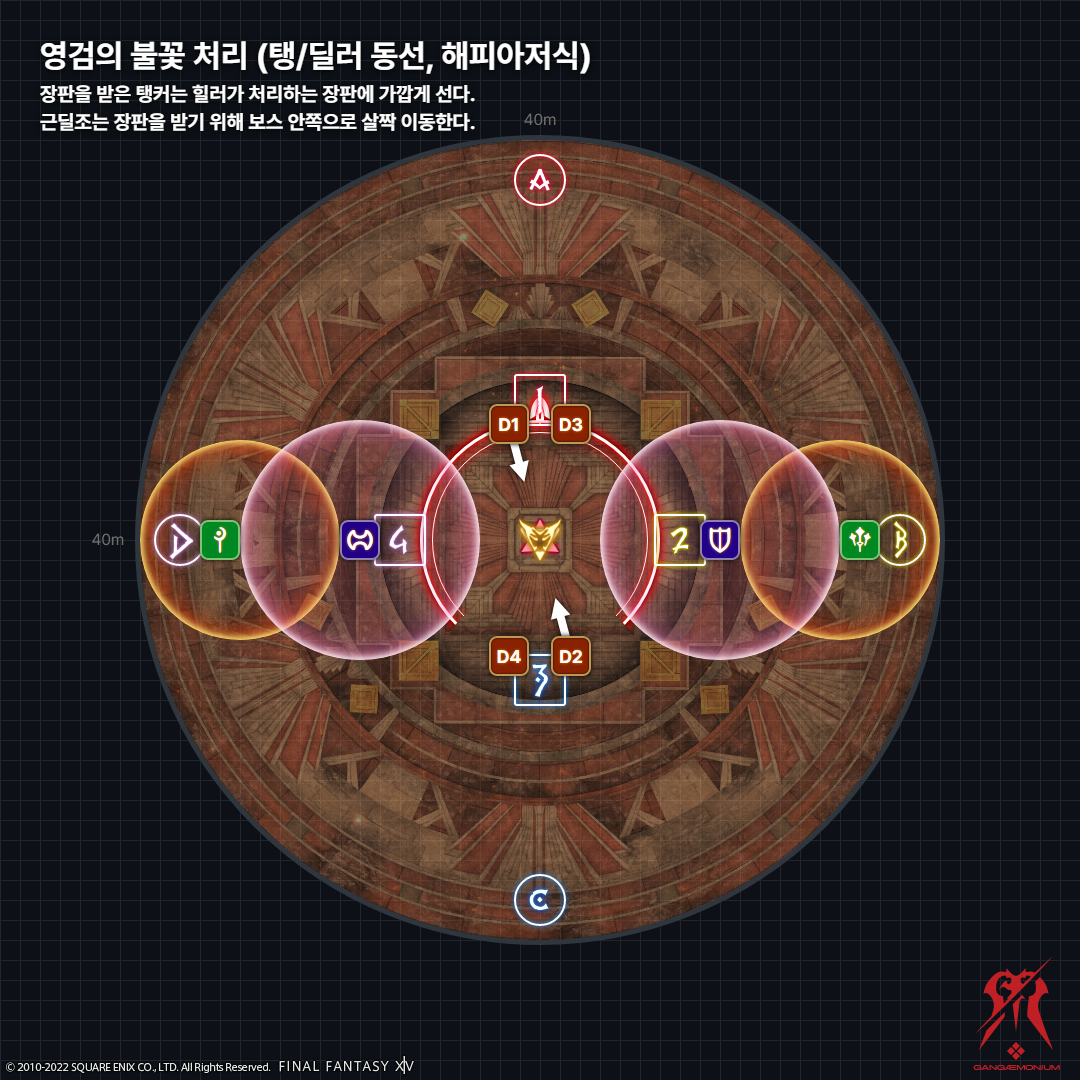 영검의 불꽃 처리 (탱/딜러 동선, 해피아저식)
장판을 받은 탱커는 힐러가 처리하는 장판에 가깝게 선다.
근딜조는 장판을 받기 위해 보스 안쪽으로 살짝 이동한다.
40m
A
1
D1 D3
40m
D 4 2 B
D4 D2
3
C
© 2010-2022 SQUARE ENIX CO., LTD. All Rights Reserved. FINAL FANTASY XIV
GANGÆMONIUM